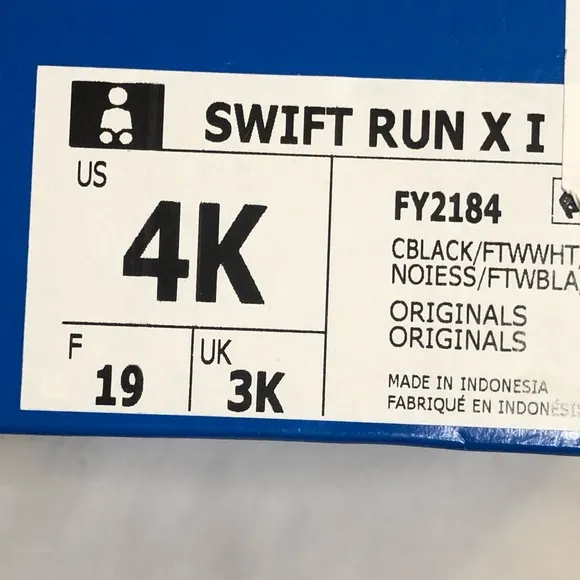 SWIFT RUN X I
US
4K
F
19
UK
3K
FY2184
CBLACK/FTWWHT/
NOIESS/FTWBLA/
ORIGINALS
ORIGINALS
MADE IN INDONESIA
FABRIQUÉ EN INDONÉSI